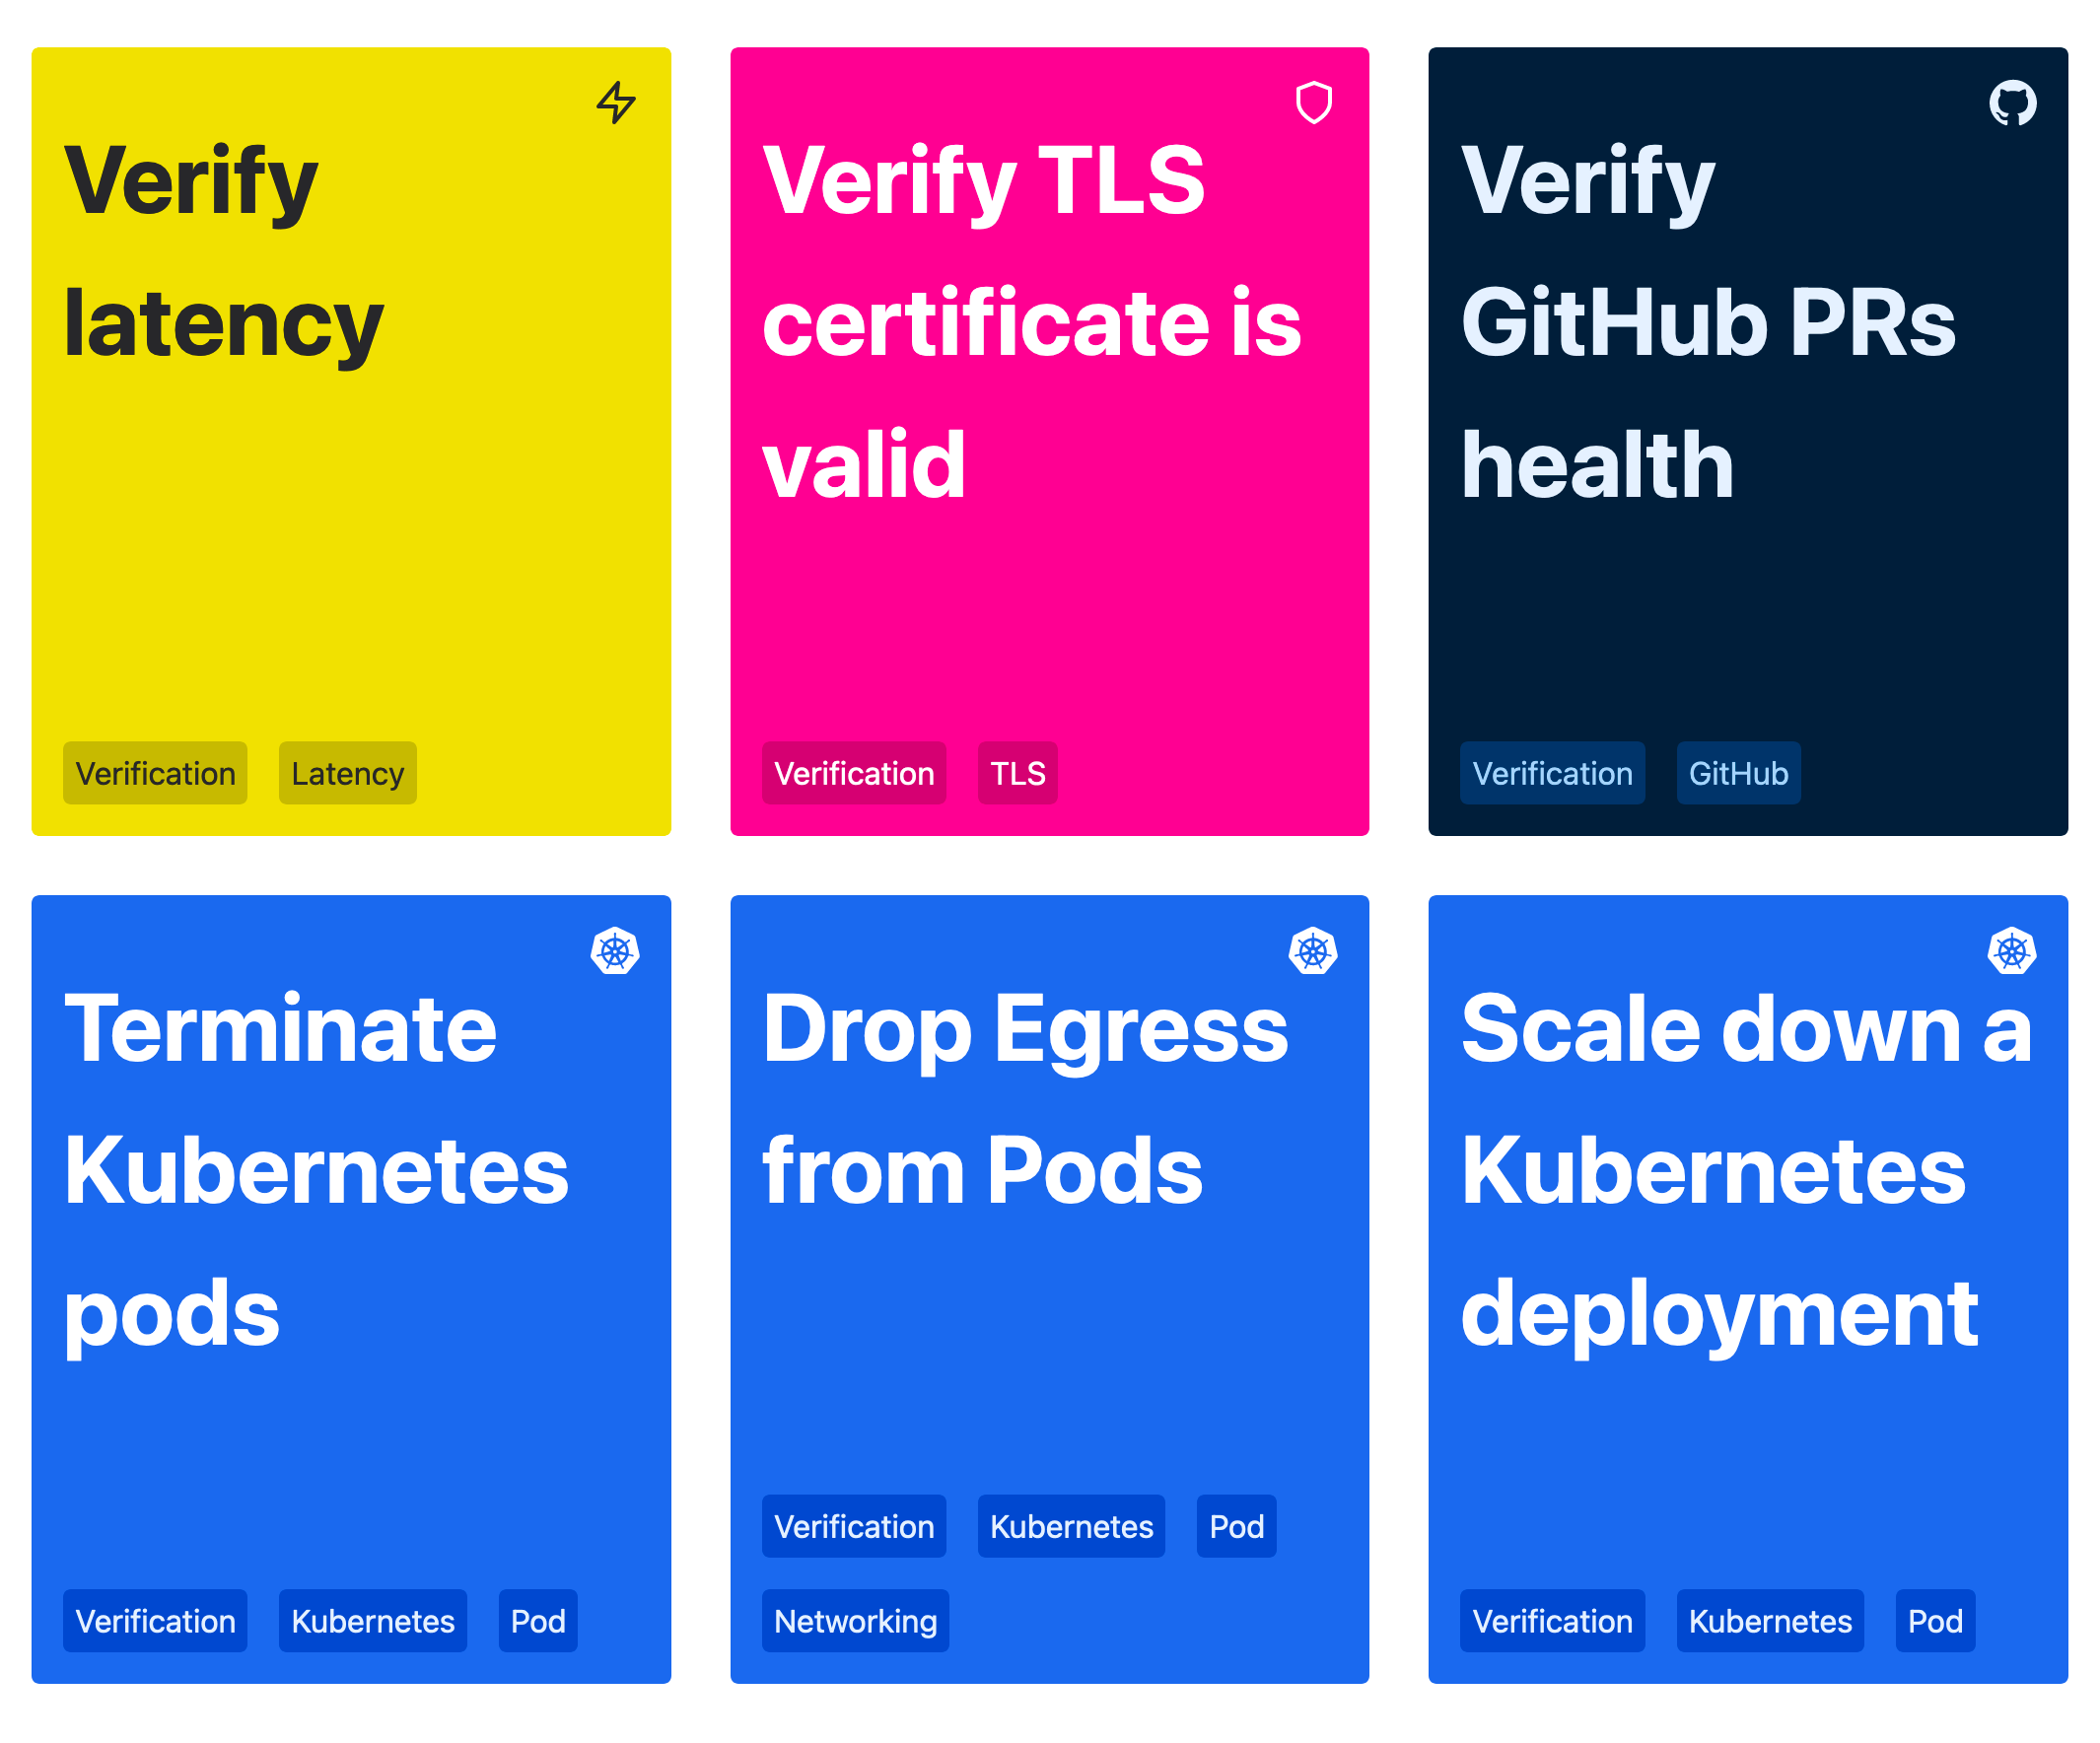 Verify
latency
Verification Latency
Verify TLS
certificate is
valid
Verification TLS
Verify
GitHub PRs
health
Verification GitHub
Terminate
Kubernetes
pods
Verification Kubernetes Pod
Drop Egress
from Pods
Verification Kubernetes Pod
Networking
Scale down a
Kubernetes
deployment
Verification Kubernetes Pod